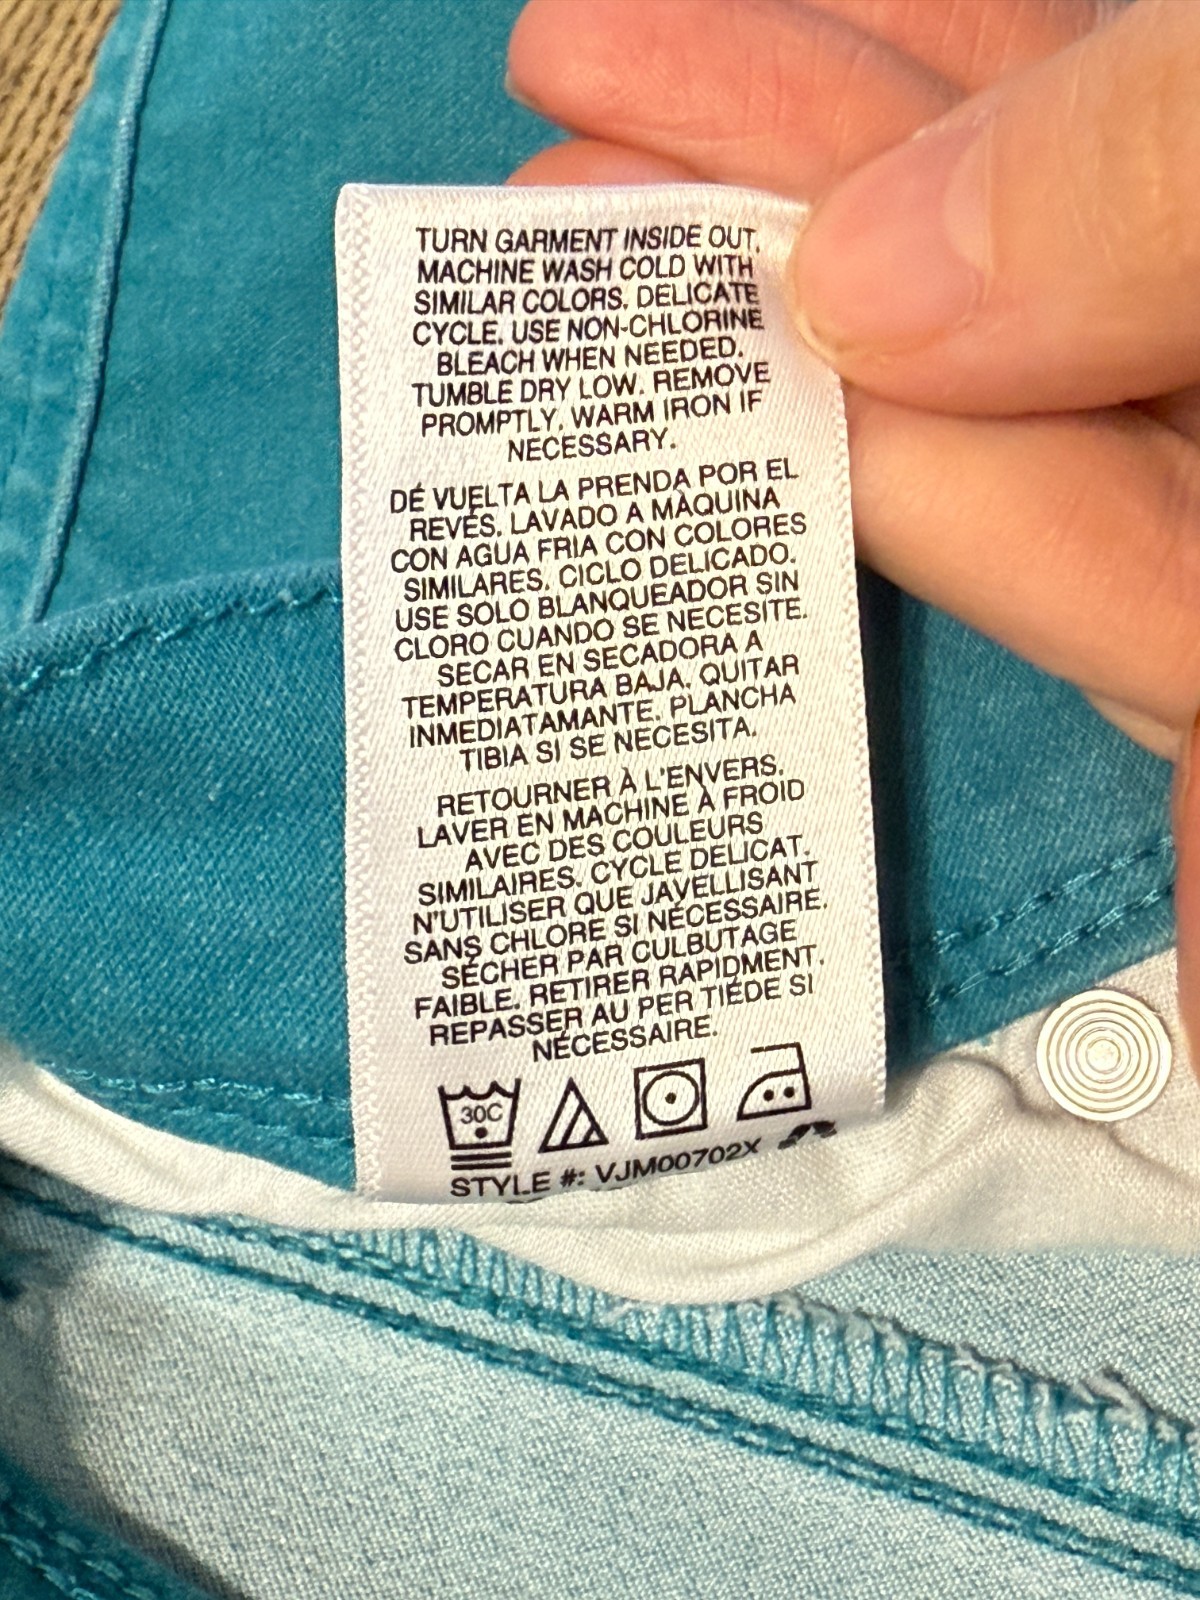 TURN GARMENT INSIDE OUT.
MACHINE WASH COLD WITH
SIMILAR COLORS. DELICATE
CYCLE. USE NON-CHLORINE
BLEACH WHEN NEEDED.
TUMBLE DRY LOW. REMOVE
PROMPTLY. WARM IRON IF
NECESSARY.
DÉ VUELTA LA PRENDA POR EL
REVÉS. LAVADO A MÀQUINA
CON AGUA FRIA CON COLORES
SIMILARES. CICLO DELICADO.
USE SOLO BLANQUEADOR SIN
CLORO CUANDO SE NECESITE.
SECAR EN SECADORA A
TEMPERATURA BAJA. QUITAR
INMEDIATAMANTE. PLANCHA
TIBIA SI SE NECESITA.
RETOURNER À L'ENVERS.
LAVER EN MACHINE À FROID
AVEC DES COULEURS
SIMILAIRES. CYCLE DELICAT.
N'UTILISER QUE JAVELLISANT
SANS CHLORE SI NÉCESSAIRE.
SÉCHER PAR CULBUTAGE
FAIBLE. RETIRER RAPIDMENT.
REPASSER AU PER TIÉDE SI
NÉCESSAIRE.
30C
STYLE #: VJM00702X